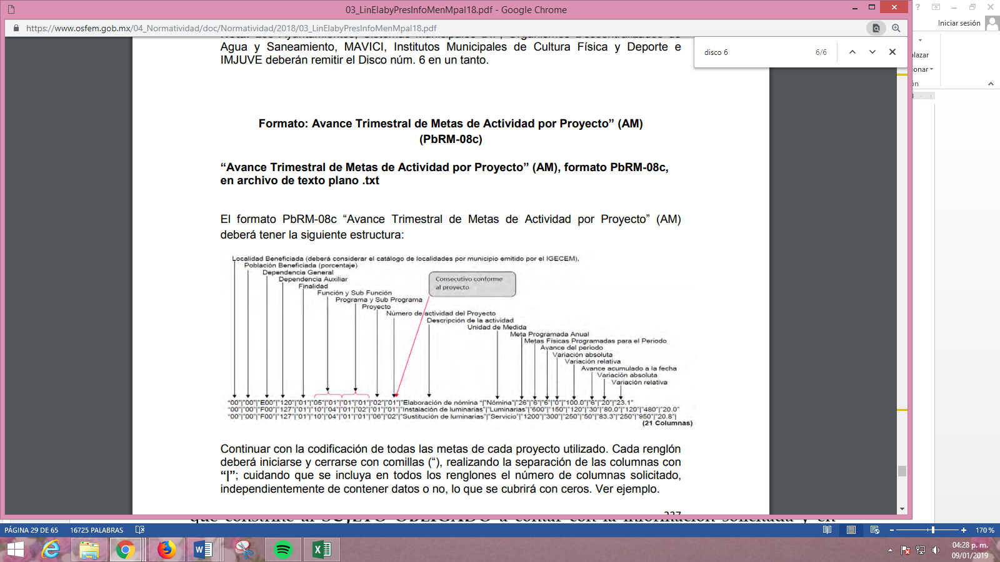 03_LinElabyPresInfoMenMpal18.pdf - Google Chrome
https://www.osfem.gob.mx/04_Normatividad/doc/Normatividad/2018/03_LinElabyPresInfoMenMpal18.pdf
Iniciar sesión
disco 6
6/6
Agua y Saneamiento, MAVICI, Institutos Municipales de Cultura Física y Deporte e
IMJUVE deberán remitir el Disco núm. 6 en un tanto.
Formato: Avance Trimestral de Metas de Actividad por Proyecto” (AM)
(PbRM-08c)
“Avance Trimestral de Metas de Actividad por Proyecto” (AM), formato PbRM-08c,
en archivo de texto plano .txt
El formato PbRM-08c “Avance Trimestral de Metas de Actividad por Proyecto” (AM)
deberá tener la siguiente estructura:
Localidad Beneficiada (deberá considerar el catálogo de localidades por municipio emitido por el IGECEM),
Población Beneficiada (porcentaje)
Dependencia General
Dependencia Auxiliar
Finalidad
Función y Sub Función
Programa y Sub Programa
Proyecto
Consecutivo conforme
al proyecto
Número de actividad del Proyecto
Descripción de la actividad
Unidad de Medida
Meta Programada Anual
Metas Físicas Programadas para el Periodo
Avance del periodo
Variación absoluta
Variación relativa
Avance acumulado a la fecha
Variación absoluta
Variación relativa
"00"|"00"|"E00"|"120"|"01"|"05"|"01"|"01"|"01"|"02"|"01"|"Elaboración de nómina "|"Nómina"|"26"|"6"|"6"|"0"|"100.0"|"6"|"20"|"23.1"
"00"|"00"|"F00"|"127"|"01"|"10"|"04"|"01"|"02"|"01"|"01"|"Instalación de luminarias"|"Luminarias"|"600"|"150"|"120"|"30"|"80.0"|"120"|"480"|"20.0"
"00"|"00"|"F00"|"127"|"01"|"10"|"04"|"01"|"01"|"06"|"02"|"Sustitución de luminarias"|"Servicio"|"1200"|"300"|"250"|"50"|"83.3"|"250"|"950"|"20.8"|
(21 Columnas)
Continuar con la codificación de todas las metas de cada proyecto utilizado. Cada renglón
deberá iniciarse y cerrarse con comillas (“), realizando la separación de las columnas con
“|”; cuidando que se incluya en todos los renglones el número de columnas solicitado,
independientemente de contener datos o no, lo que se cubrirá con ceros. Ver ejemplo.
PÁGINA 29 DE 65
16725 PALABRAS
170 %
04:28 p. m.
09/01/2019